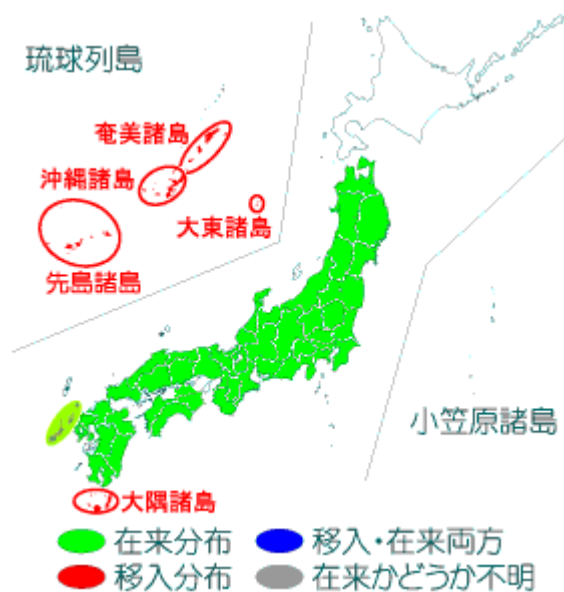 琉球列島
奄美諸島
沖縄諸島
大東諸島
先島諸島
小笠原諸島
大隅諸島
在来分布
移入・在来両方
移入分布
在来かどうか不明